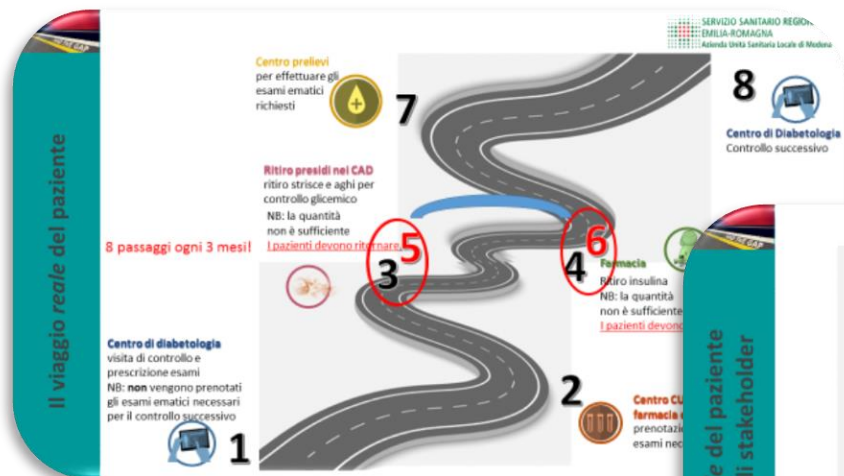 SERVIZIO SANITARIO
EMILIA-ROMAGNA
Azienda Unità Sanitaria Locale di Modena
Il viaggio reale del paziente
8 passaggi ogni 3 mesi!
Centro prelievi
per effettuare gli
esami ematici
richiesti
7
8
Centro di Diabetologia
Controllo successivo
Ritiro presidi nei CAD
ritiro strisce e aghi per
controllo glicemico
NB: la quantità
non è sufficiente
I pazienti devono ritornare
5
3
6
4
Farmacia
Ritiro insulina
NB: la quantità
non è sufficiente
I pazienti devono
Centro di diabetologia
visita di controllo e
prescrizione esami
NB: non vengono prenotati
gli esami ematici necessari
per il controllo successivo
1
2
Centro
farmacia
esami
del paziente
stakeholder